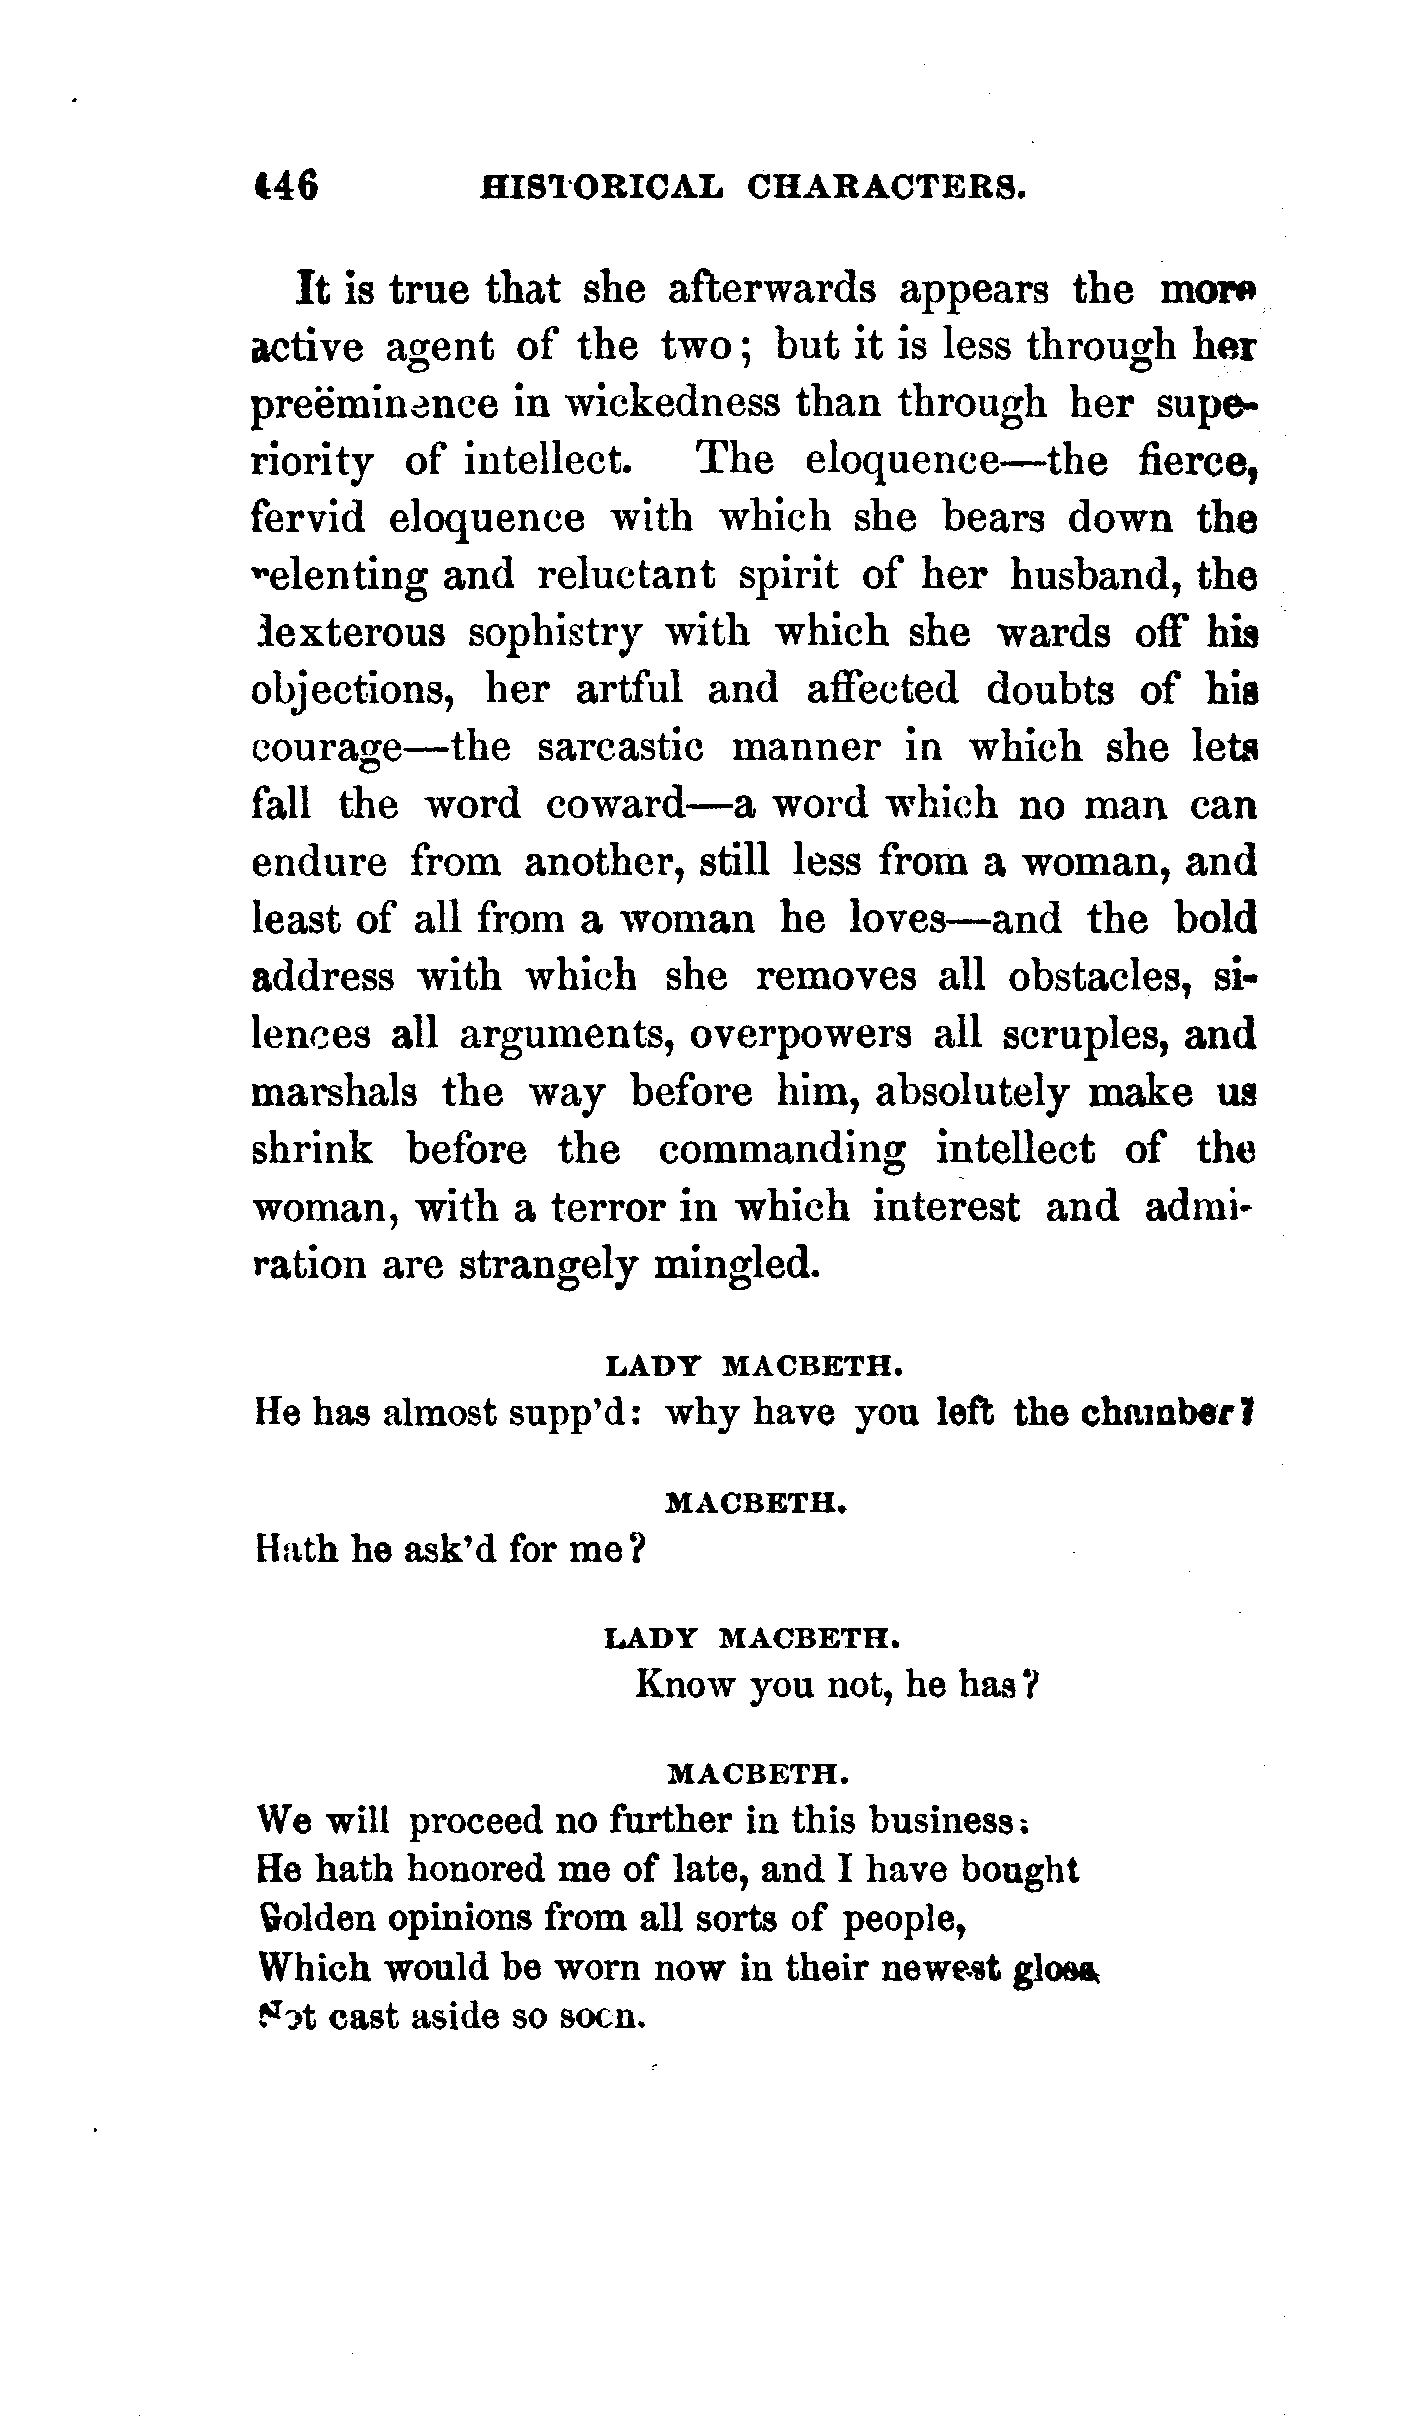 446 HISTORICAL CHARACTERS.
It is true that she afterwards appears the more
active agent of the two; but it is less through her
preëminence in wickedness than through her supe-
riority of intellect. The eloquence—the fierce,
fervid eloquence with which she bears down the
relenting and reluctant spirit of her husband, the
dexterous sophistry with which she wards off his
objections, her artful and affected doubts of his
courage—the sarcastic manner in which she lets
fall the word coward—a word which no man can
endure from another, still less from a woman, and
least of all from a woman he loves—and the bold
address with which she removes all obstacles, si-
lences all arguments, overpowers all scruples, and
marshals the way before him, absolutely make us
shrink before the commanding intellect of the
woman, with a terror in which interest and admi-
ration are strangely mingled.
LADY MACBETH.
He has almost supp'd: why have you left the chamber?
MACBETH.
Hath he ask'd for me?
LADY MACBETH.
Know you not, he has?
MACBETH.
We will proceed no further in this business;
He hath honored me of late, and I have bought
Golden opinions from all sorts of people,
Which would be worn now in their newest gloss,
Not cast aside so soon.